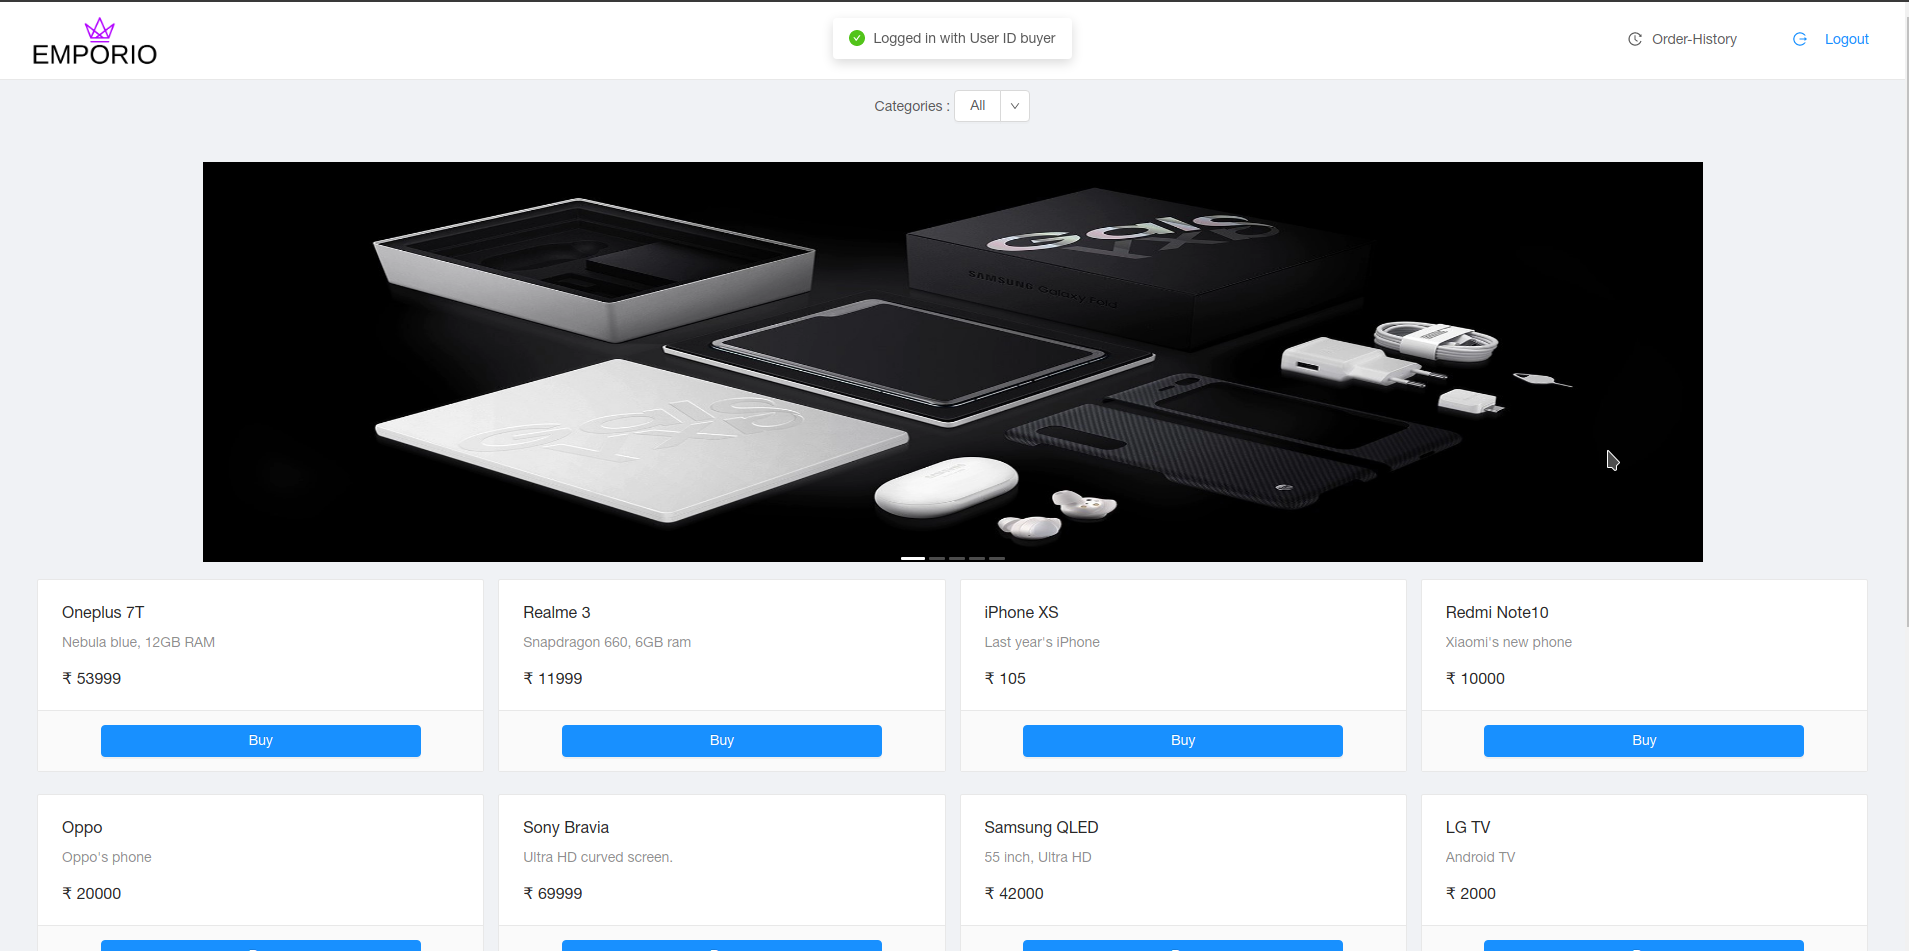 EMPORIO
Logged in with User ID buyer
Order-History
Logout
Categories :
All
SAMSUNG Galaxy Fold
Oneplus 7T
Nebula blue, 12GB RAM
₹ 53999
Buy
Realme 3
Snapdragon 660, 6GB ram
₹ 11999
Buy
iPhone XS
Last year's iPhone
₹ 105
Buy
Redmi Note10
Xiaomi's new phone
₹ 10000
Buy
Oppo
Oppo's phone
₹ 20000
Sony Bravia
Ultra HD curved screen.
₹ 69999
Samsung QLED
55 inch, Ultra HD
₹ 42000
LG TV
Android TV
₹ 2000